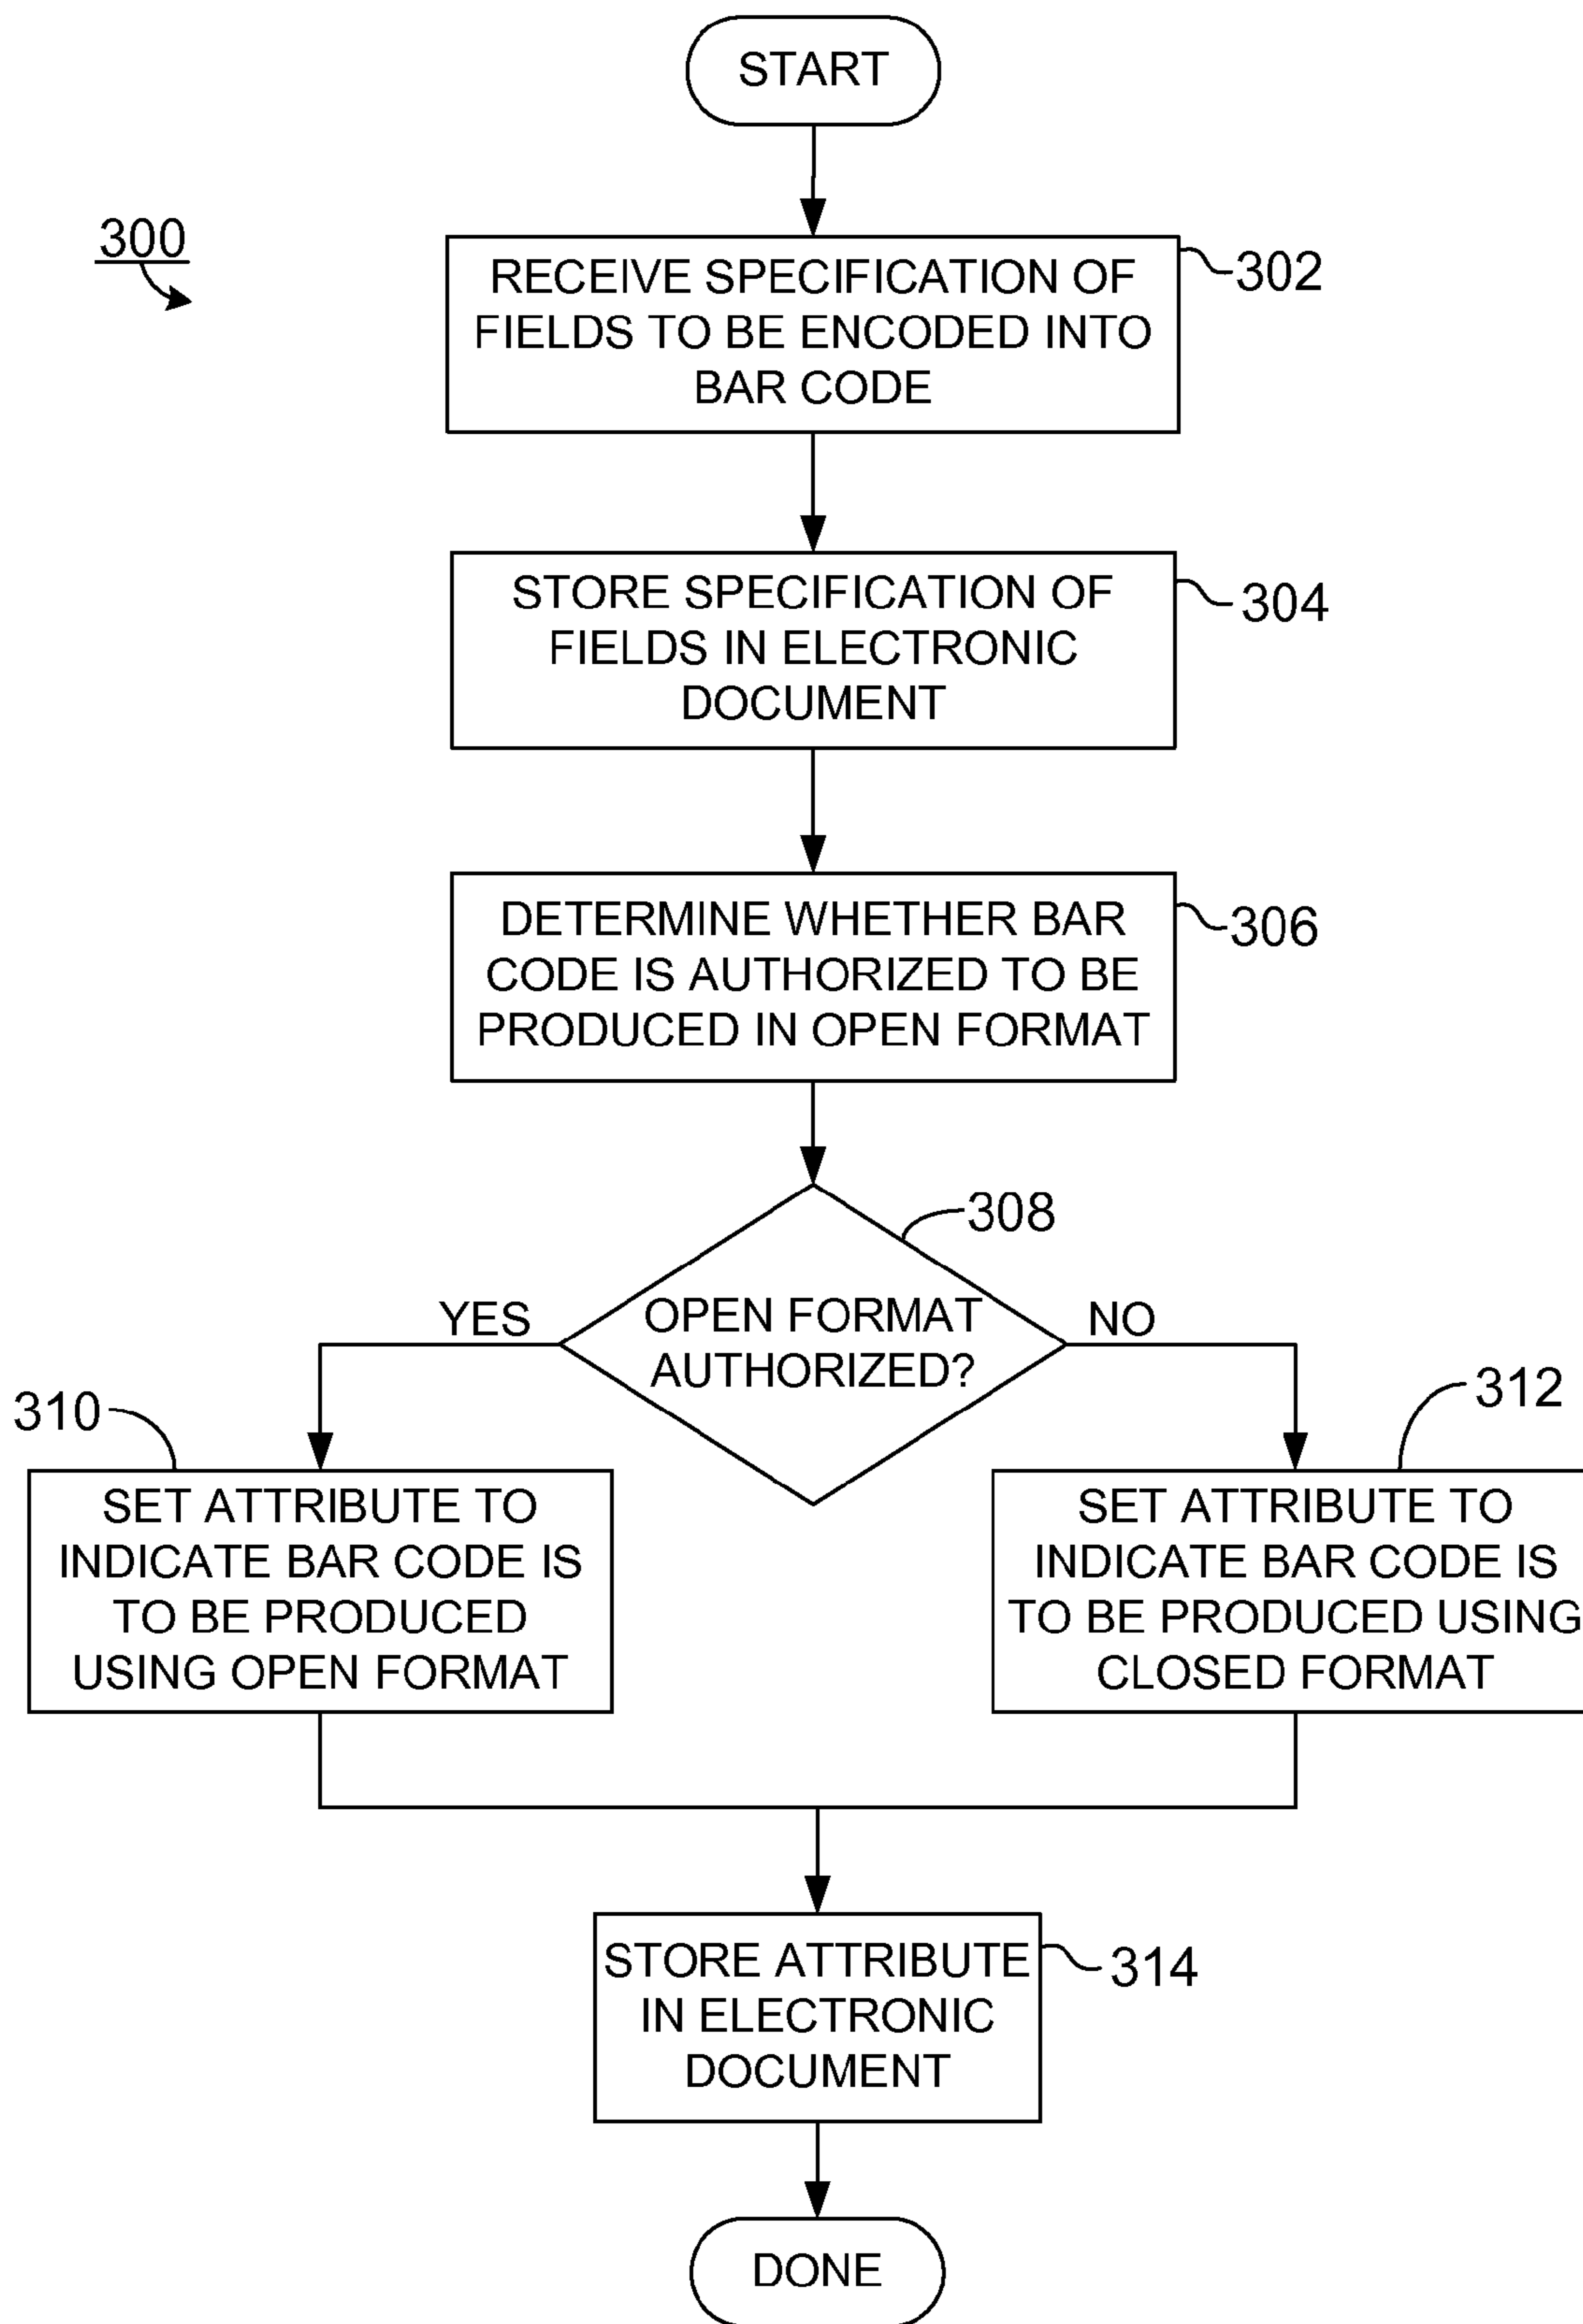 START
300
RECEIVE SPECIFICATION OF
FIELDS TO BE ENCODED INTO
BAR CODE
302
STORE SPECIFICATION OF
FIELDS IN ELECTRONIC
DOCUMENT
304
DETERMINE WHETHER BAR
CODE IS AUTHORIZED TO BE
PRODUCED IN OPEN FORMAT
306
308
OPEN FORMAT
AUTHORIZED?
YES
NO
310
SET ATTRIBUTE TO
INDICATE BAR CODE IS
TO BE PRODUCED
USING OPEN FORMAT
312
SET ATTRIBUTE TO
INDICATE BAR CODE IS
TO BE PRODUCED USING
CLOSED FORMAT
STORE ATTRIBUTE
IN ELECTRONIC
DOCUMENT
314
DONE